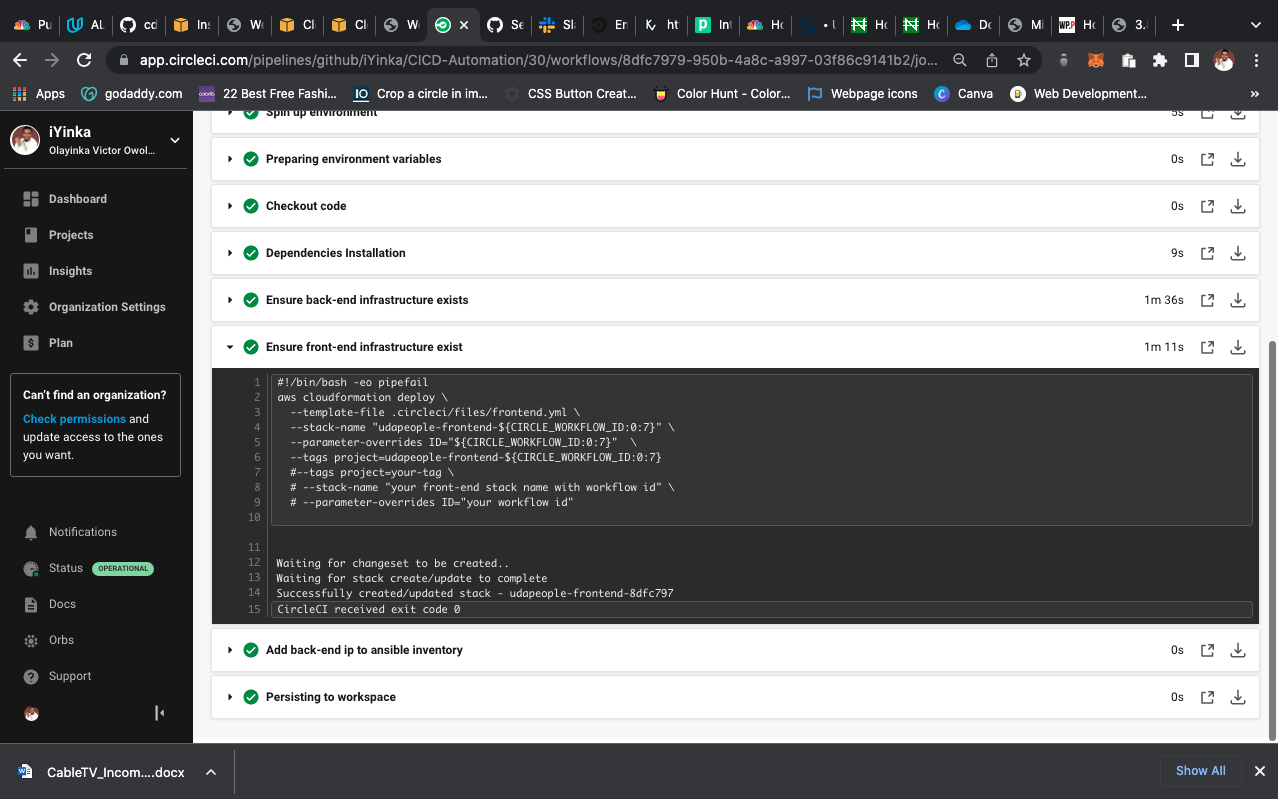 Pu
AL
cd
Ins
We
Cl
Cl
We
Se
Sl
En
ht
Inf
Ho
• U
Ho
Ho
Do
Mi
Ho
3.
app.circleci.com/pipelines/github/iYinka/CICD-Automation/30/workflows/8dfc7979-950b-4a8c-a997-03f86c9141b2/jo...
Apps
godaddy.com
22 Best Free Fashi...
Crop a circle in im...
CSS Button Creat...
Color Hunt - Color...
Webpage icons
Canva
Web Development...
»
iYinka
Olayinka Victor Owol...
Dashboard
Projects
Insights
Organization Settings
Plan
Can't find an organization?
Check permissions and
update access to the ones
you want.
Notifications
Status OPERATIONAL
Docs
Orbs
Support
Spin up environment 5s
Preparing environment variables 0s
Checkout code 0s
Dependencies Installation 9s
Ensure back-end infrastructure exists 1m 36s
Ensure front-end infrastructure exist 1m 11s
1 #!/bin/bash -eo pipefail
2 aws cloudformation deploy \
3 --template-file .circleci/files/frontend.yml \
4 --stack-name "udapeople-frontend-${CIRCLE_WORKFLOW_ID:0:7}" \
5 --parameter-overrides ID="${CIRCLE_WORKFLOW_ID:0:7}" \
6 --tags project=udapeople-frontend-${CIRCLE_WORKFLOW_ID:0:7}
7 #--tags project=your-tag \
8 # --stack-name "your front-end stack name with workflow id" \
9 # --parameter-overrides ID="your workflow id"
10
11
12 Waiting for changeset to be created..
13 Waiting for stack create/update to complete
14 Successfully created/updated stack - udapeople-frontend-8dfc797
15 CircleCI received exit code 0
Add back-end ip to ansible inventory 0s
Persisting to workspace 0s
CableTV_Incom....docx
Show All